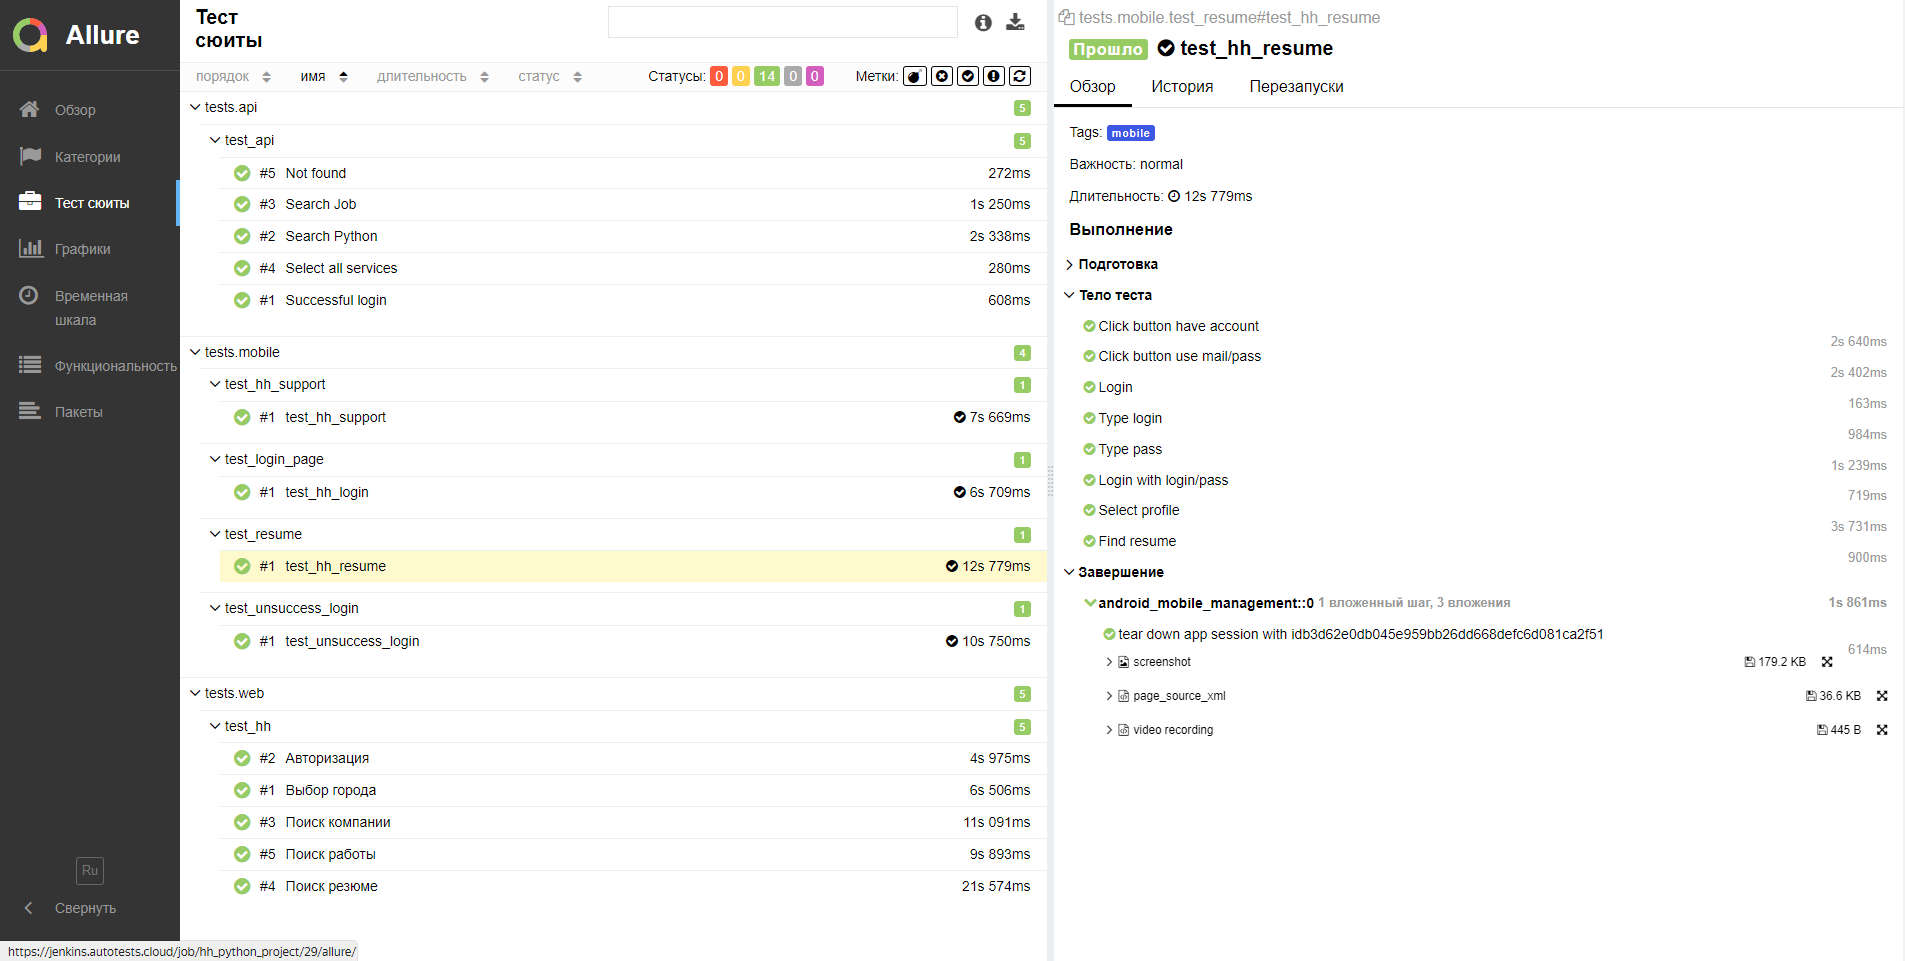 Allure
Обзор
Категории
Тест сюиты
Графики
Временная
шкала
Функциональность
Пакеты
Ru
Свернуть
https://jenkins.autotests.cloud/job/hh_python_project/29/allure/
Тест
сюиты
порядок имя длительность статус Статусы: 0 0 14 0 0 Метки:
tests.api 5
test_api 5
#5 Not found 272ms
#3 Search Job 1s 250ms
#2 Search Python 2s 338ms
#4 Select all services 280ms
#1 Successful login 608ms
tests.mobile 4
test_hh_support 1
#1 test_hh_support 7s 669ms
test_login_page 1
#1 test_hh_login 6s 709ms
test_resume 1
#1 test_hh_resume 12s 779ms
test_unsuccess_login 1
#1 test_unsuccess_login 10s 750ms
tests.web 5
test_hh 5
#2 Авторизация 4s 975ms
#1 Выбор города 6s 506ms
#3 Поиск компании 11s 091ms
#5 Поиск работы 9s 893ms
#4 Поиск резюме 21s 574ms
tests.mobile.test_resume#test_hh_resume
Прошло test_hh_resume
Обзор История Перезапуски
Tags: mobile
Важность: normal
Длительность: 12s 779ms
Выполнение
Подготовка
Тело теста
Click button have account
2s 640ms
Click button use mail/pass
2s 402ms
Login
163ms
Type login
984ms
Type pass
1s 239ms
Login with login/pass
719ms
Select profile
3s 731ms
Find resume
900ms
Завершение
android_mobile_management::0 1 вложенный шаг, 3 вложения 1s 861ms
tear down app session with idb3d62e0db045e959bb26dd668defc6d081ca2f51
614ms
screenshot 179.2 KB
page_source_xml 36.6 KB
video recording 445 B